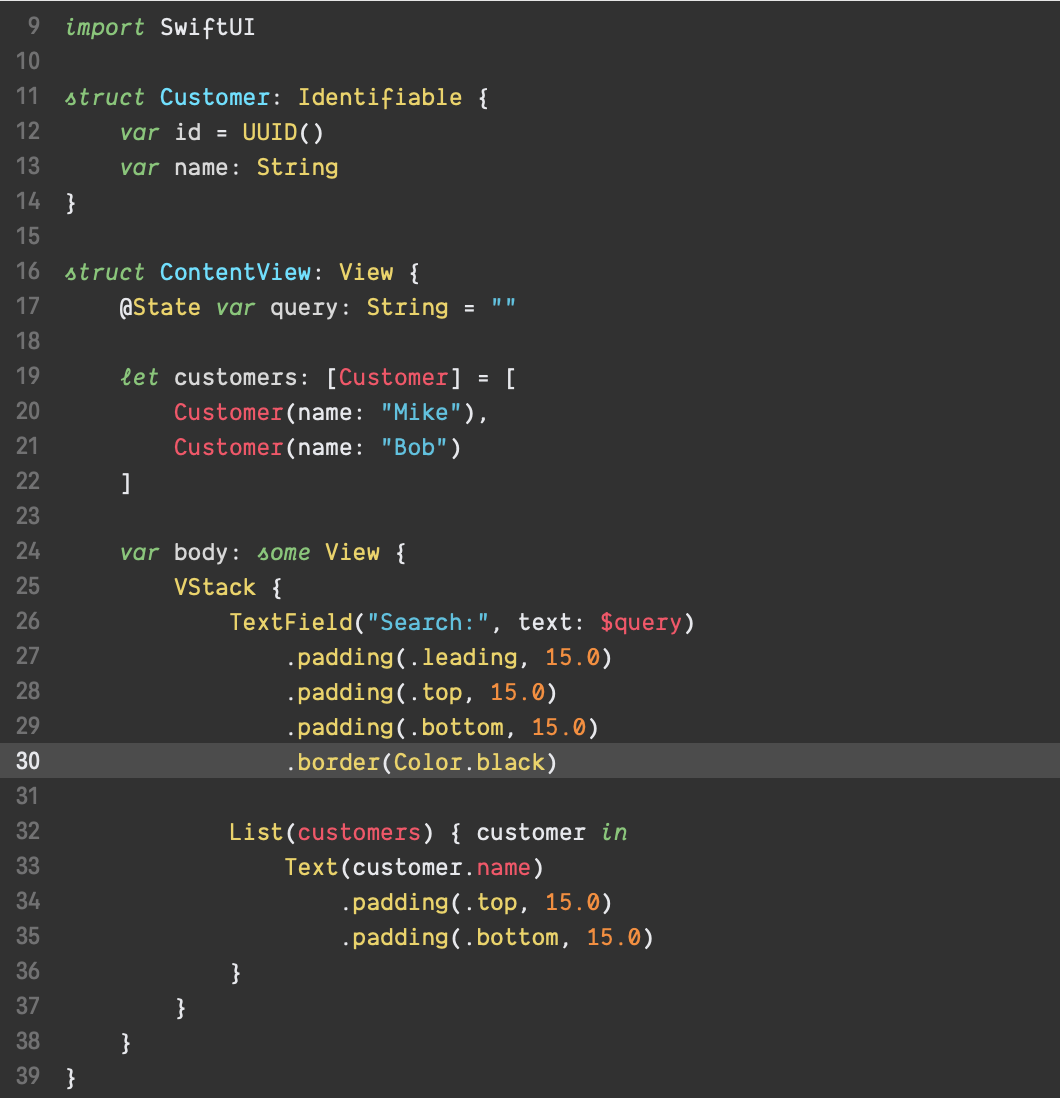 9 import SwiftUI
10
11 struct Customer: Identifiable {
12     var id = UUID()
13     var name: String
14 }
15
16 struct ContentView: View {
17     @State var query: String = ""
18
19     let customers: [Customer] = [
20         Customer(name: "Mike"),
21         Customer(name: "Bob")
22     ]
23
24     var body: some View {
25         VStack {
26             TextField("Search:", text: $query)
27                 .padding(.leading, 15.0)
28                 .padding(.top, 15.0)
29                 .padding(.bottom, 15.0)
30                 .border(Color.black)
31
32             List(customers) { customer in
33                 Text(customer.name)
34                     .padding(.top, 15.0)
35                     .padding(.bottom, 15.0)
36             }
37         }
38     }
39 }